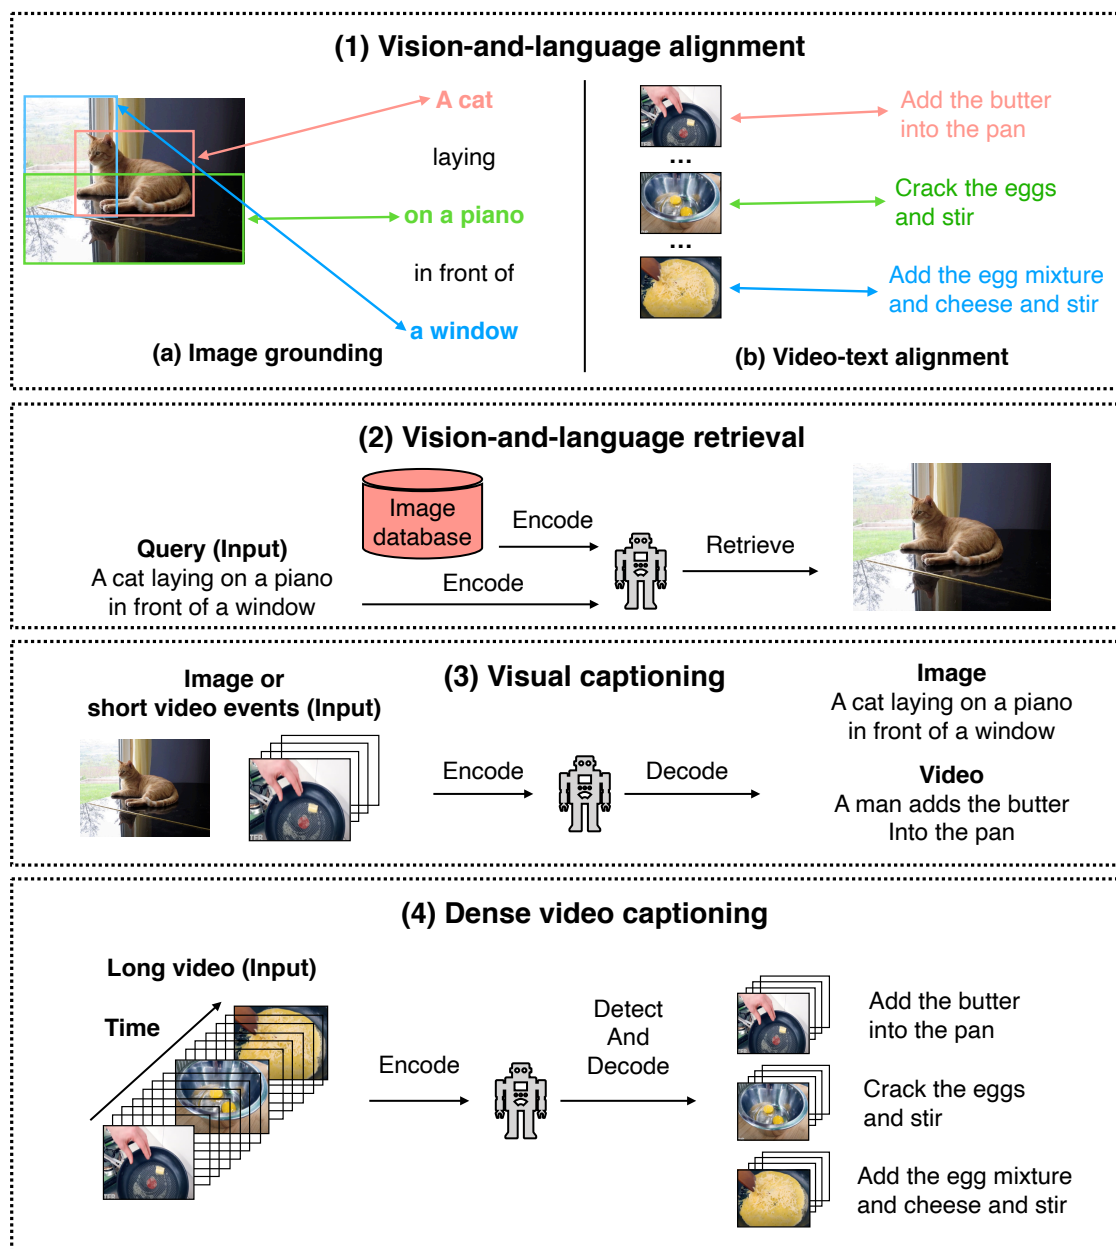 (1) Vision-and-language alignment
A cat
laying
on a piano
in front of
a window
(a) Image grounding
...
...
Add the butter
into the pan
Crack the eggs
and stir
Add the egg mixture
and cheese and stir
(b) Video-text alignment
(2) Vision-and-language retrieval
Image
database
Query (Input)
A cat laying on a piano
in front of a window
Encode
Encode
Retrieve
(3) Visual captioning
Image or
short video events (Input)
TER
Encode
Decode
Image
A cat laying on a piano
in front of a window
Video
A man adds the butter
Into the pan
(4) Dense video captioning
Long video (Input)
Time
Encode
Detect
And
Decode
Add the butter
into the pan
Crack the eggs
and stir
Add the egg mixture
and cheese and stir